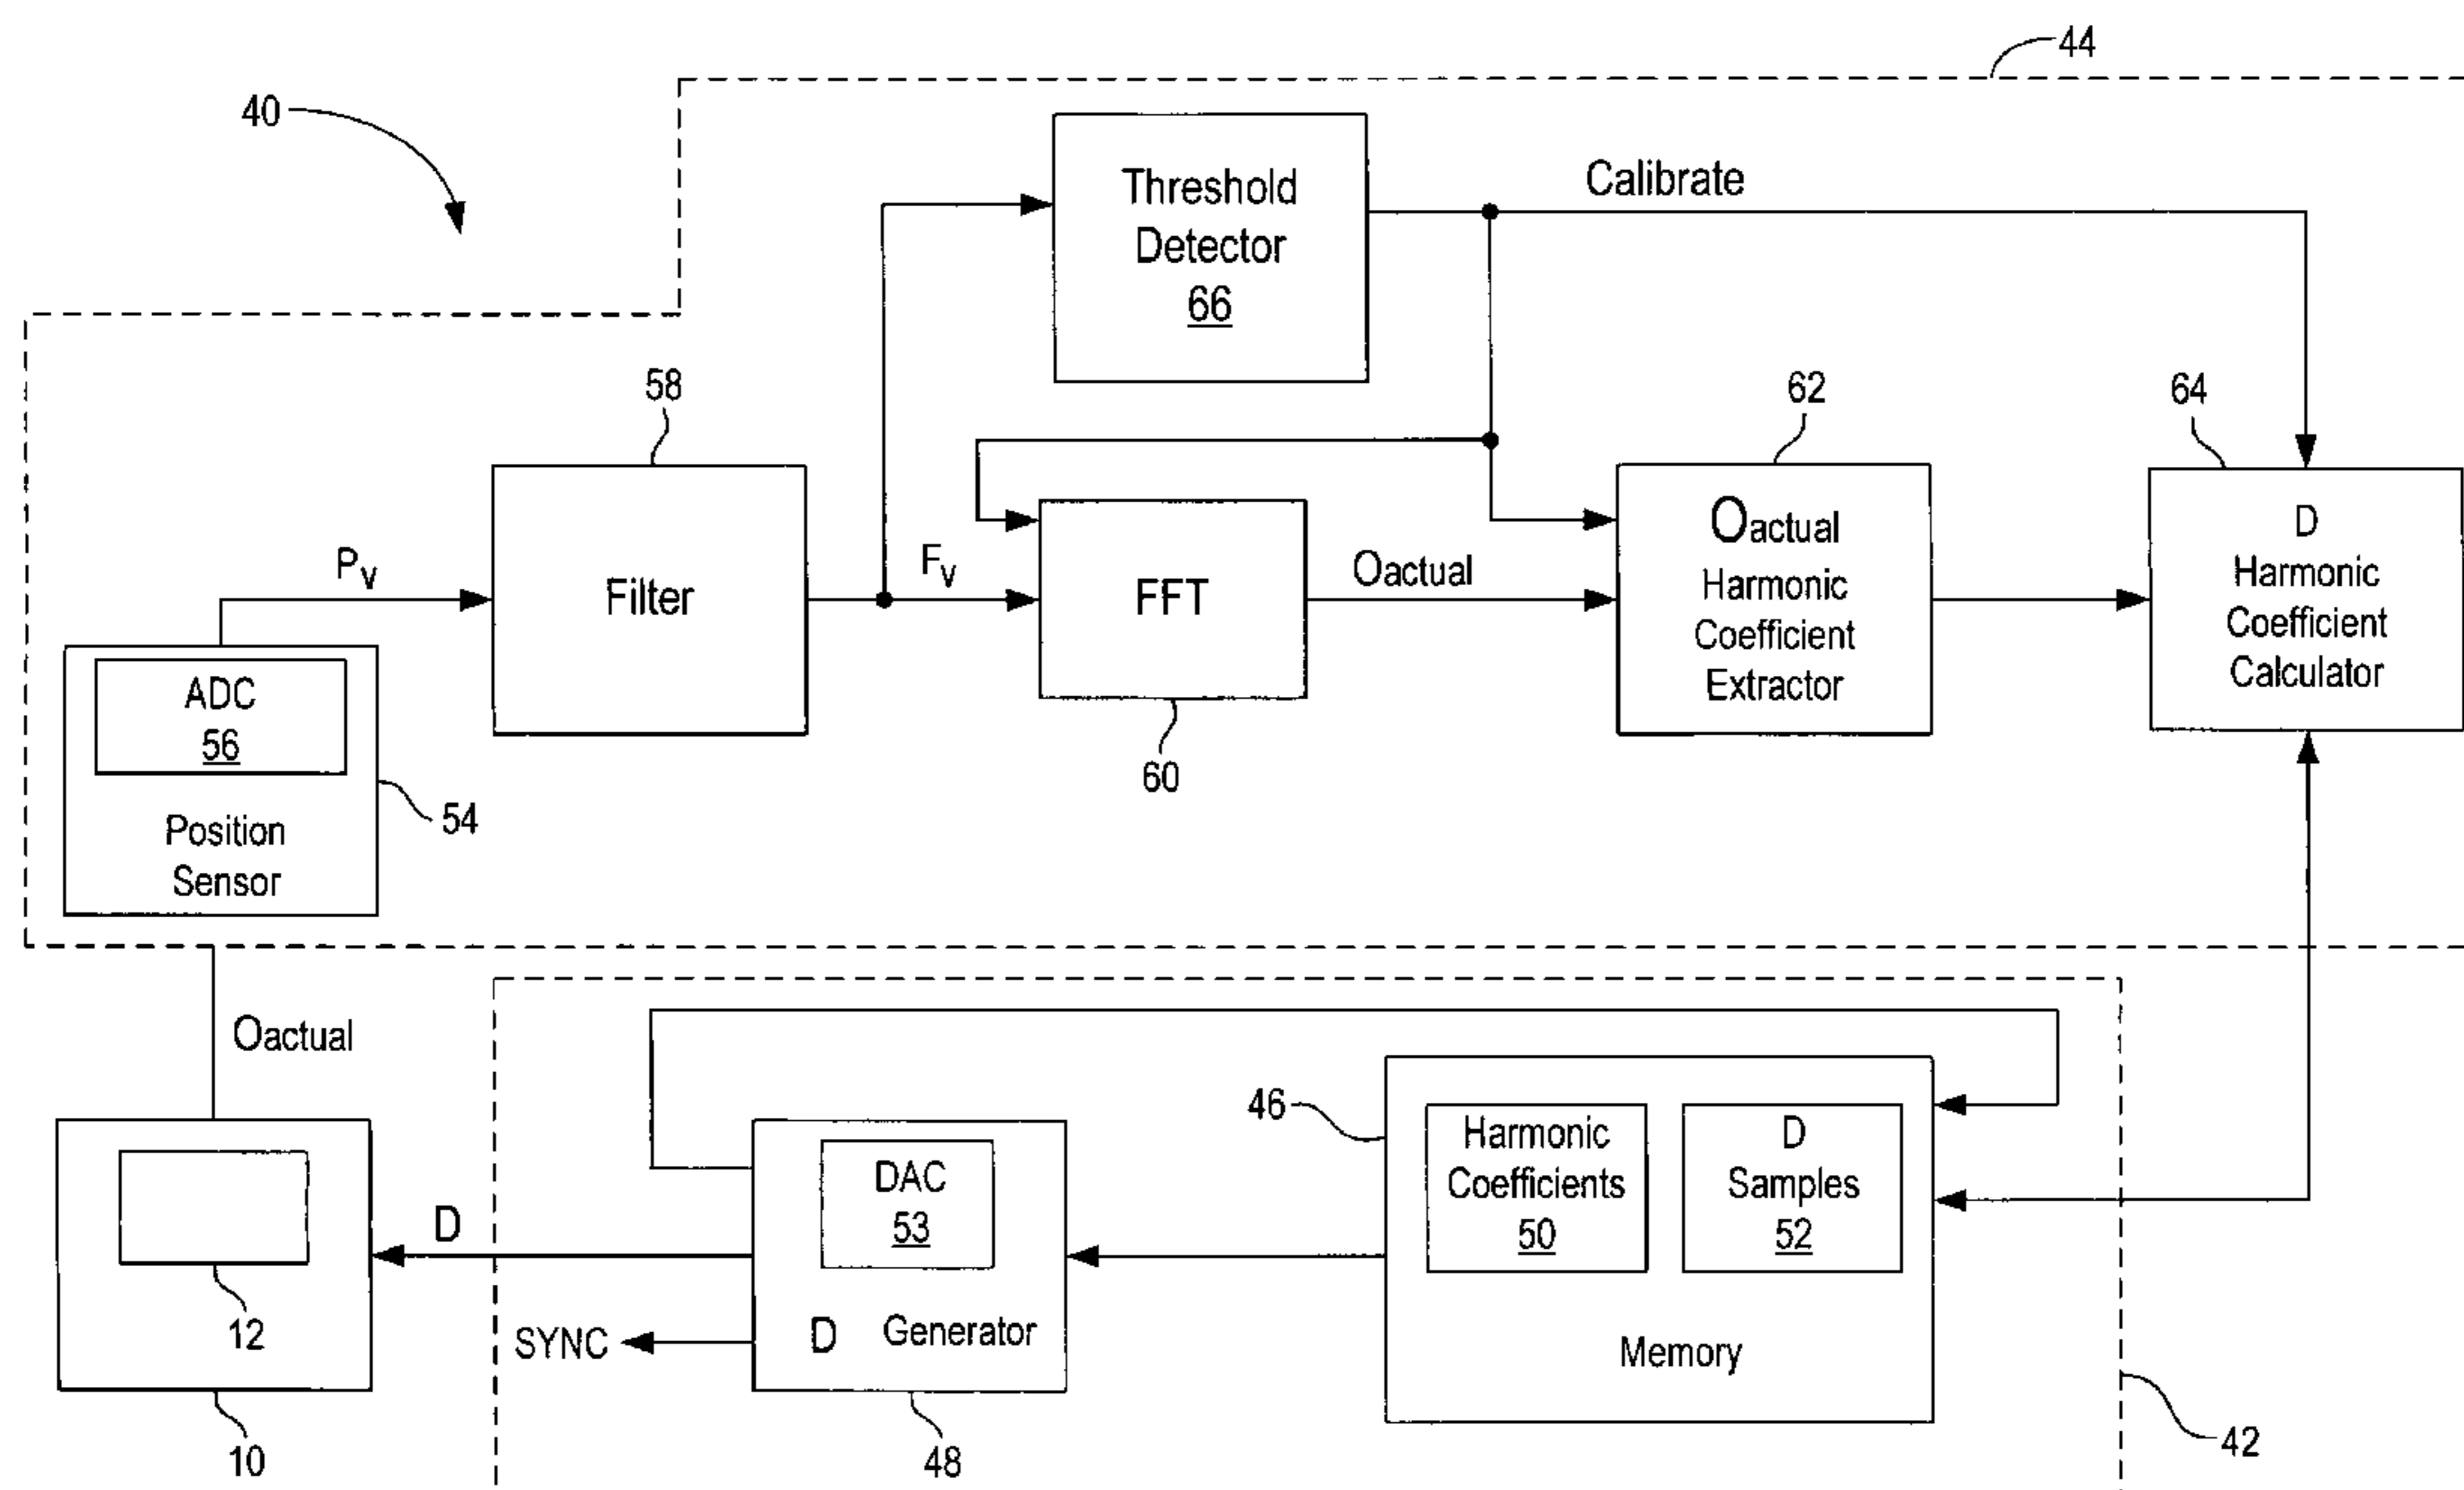 44
40
Threshold
Detector
66
Calibrate
58
62
64
Pv
Filter
Fv
FFT
Oactual
Oactual
Harmonic
Coefficient
Extractor
D
Harmonic
Coefficient
Calculator
ADC
56
Position
Sensor
54
60
Oactual
46
Harmonic
Coefficients
50
D
Samples
52
Memory
DAC
53
D Generator
D
SYNC
12
10
48
42